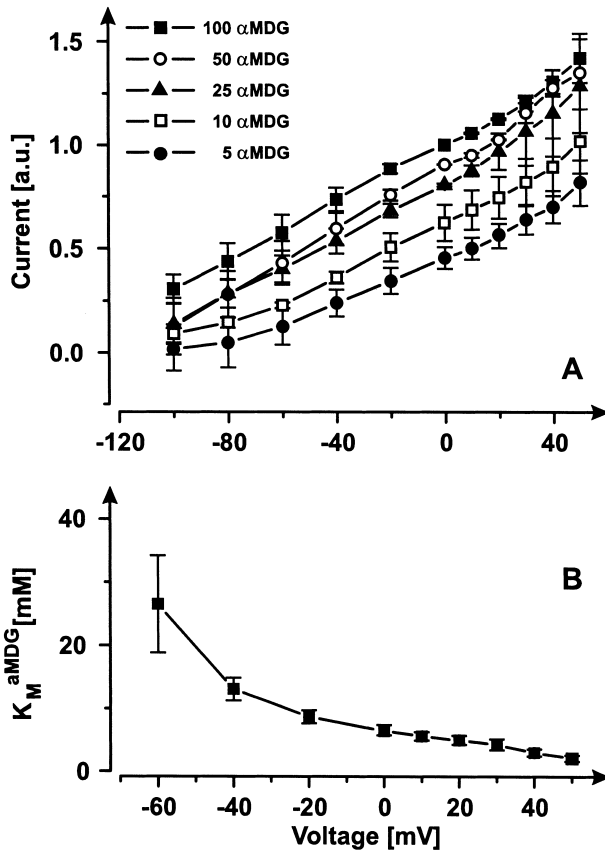 100 αMDG
50 αMDG
25 αMDG
10 αMDG
5 αMDG
Current [a.u.]
1.5
1.0
0.5
0.0
A
-120
-80
-40
0
40
B
K_M^aMDG [mM]
40
20
0
-60
-40
-20
0
20
40
Voltage [mV]